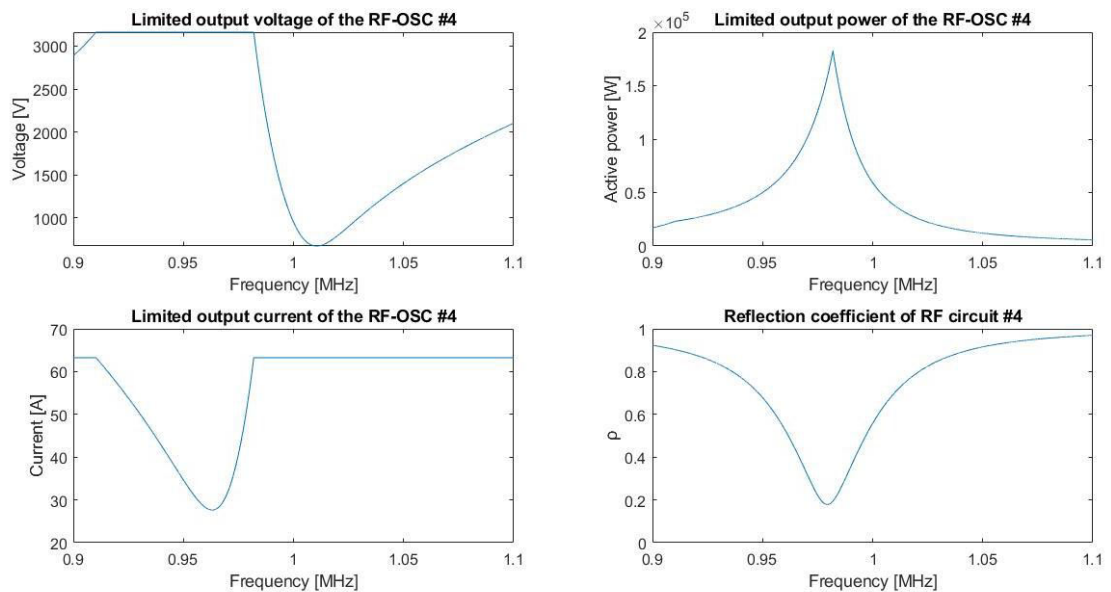 Limited output voltage of the RF-OSC #4
3000
2500
2000
1500
1000
Voltage [V]
0.9 0.95 1 1.05 1.1
Frequency [MHz]
Limited output power of the RF-OSC #4
×10^5
2
1.5
1
0.5
0
Active power [W]
0.9 0.95 1 1.05 1.1
Frequency [MHz]
Limited output current of the RF-OSC #4
70
60
50
40
30
20
Current [A]
0.9 0.95 1 1.05 1.1
Frequency [MHz]
Reflection coefficient of RF circuit #4
1
0.8
0.6
0.4
0.2
0
ρ
0.9 0.95 1 1.05 1.1
Frequency [MHz]